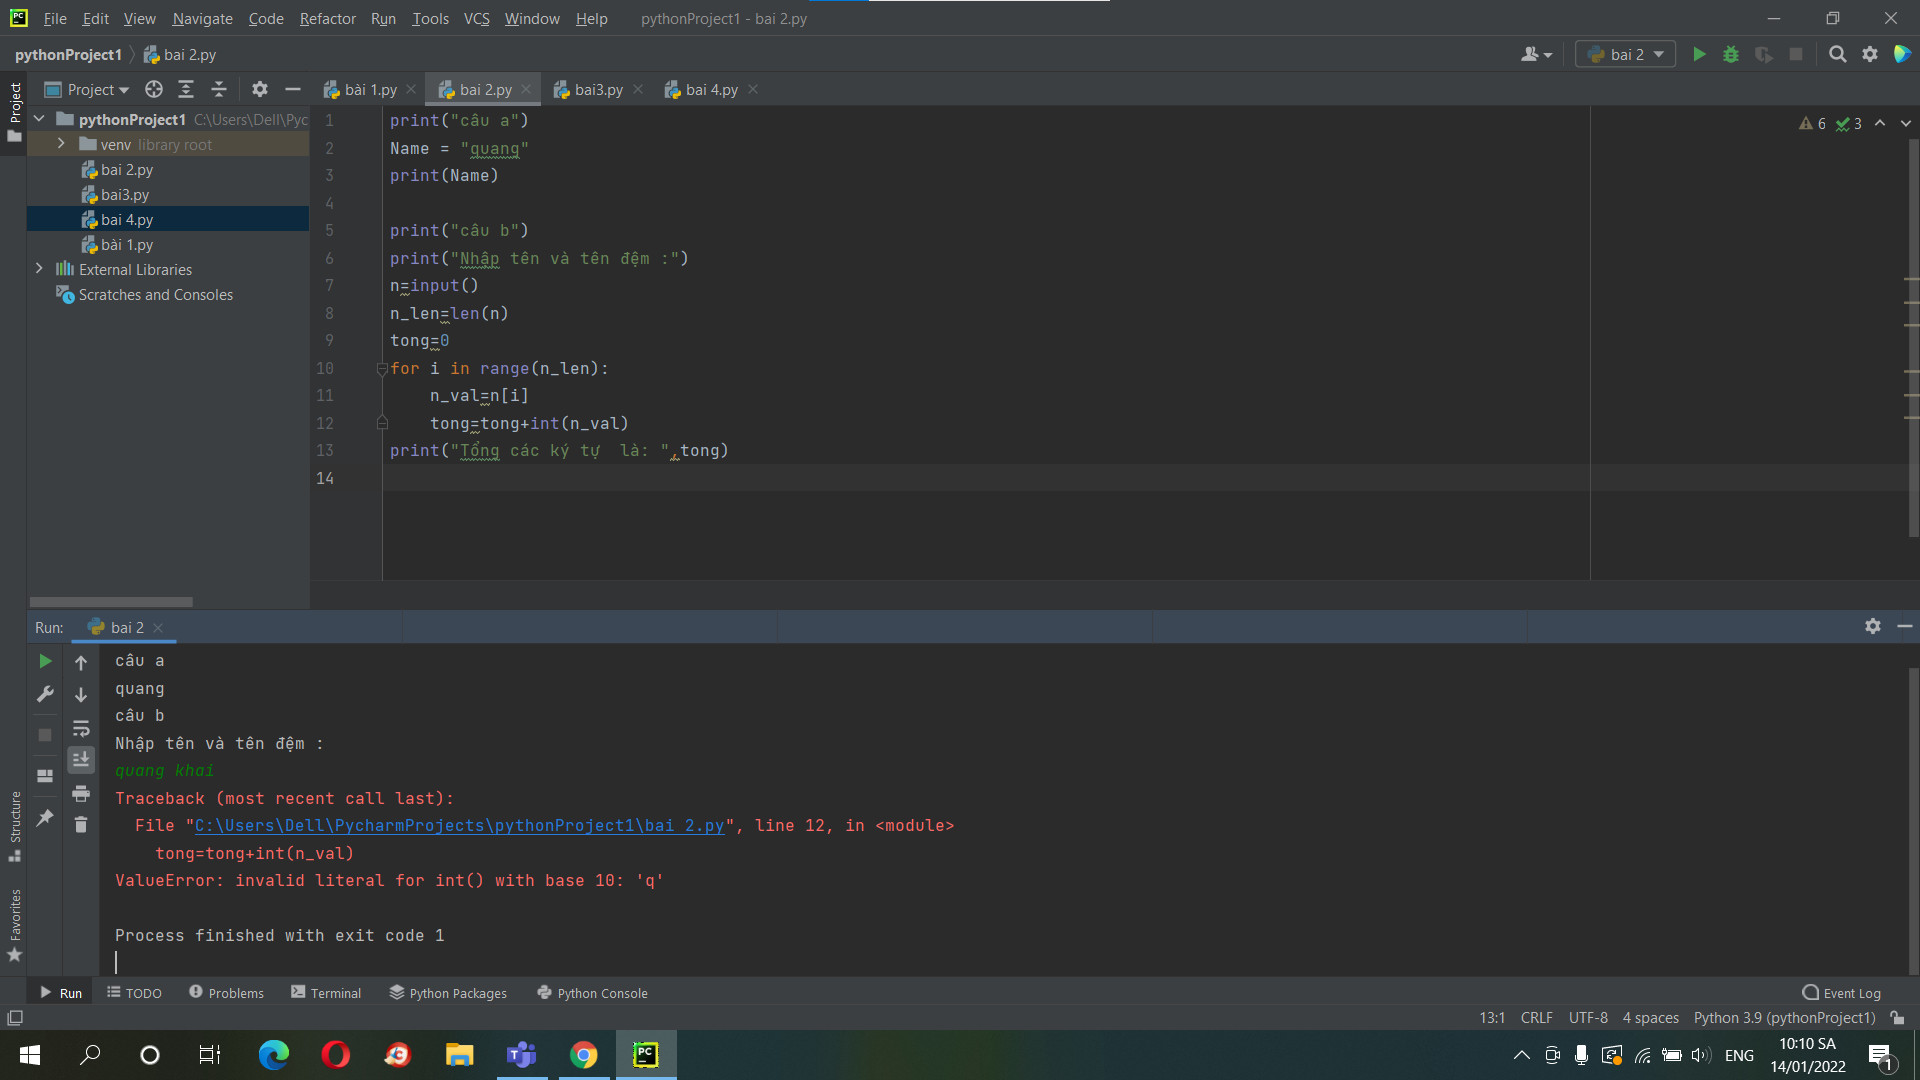 File Edit View Navigate Code Refactor Run Tools VCS Window Help pythonProject1 - bai 2.py
pythonProject1 bai 2.py bai 2
Project
Project bài 1.py bai 2.py bai3.py bai 4.py
pythonProject1 C:\Users\Dell\Pyc
venv library root
bai 2.py
bai3.py
bai 4.py
bài 1.py
External Libraries
Scratches and Consoles
6 3
1 print("câu a")
2 Name = "quang"
3 print(Name)
4
5 print("câu b")
6 print("Nhập tên và tên đệm :")
7 n=input()
8 n_len=len(n)
9 tong=0
10 for i in range(n_len):
11 n_val=n[i]
12 tong=tong+int(n_val)
13 print("Tổng các ký tự  là: ",tong)
14
Run: bai 2
câu a
quang
câu b
Nhập tên và tên đệm :
quang khai
Traceback (most recent call last):
File "C:\Users\Dell\PycharmProjects\pythonProject1\bai 2.py", line 12, in <module>
tong=tong+int(n_val)
ValueError: invalid literal for int() with base 10: 'q'
Process finished with exit code 1
Structure
Favorites
Run TODO Problems Terminal Python Packages Python Console Event Log
13:1 CRLF UTF-8 4 spaces Python 3.9 (pythonProject1)
PC ENG 10:10 SA
14/01/2022 1